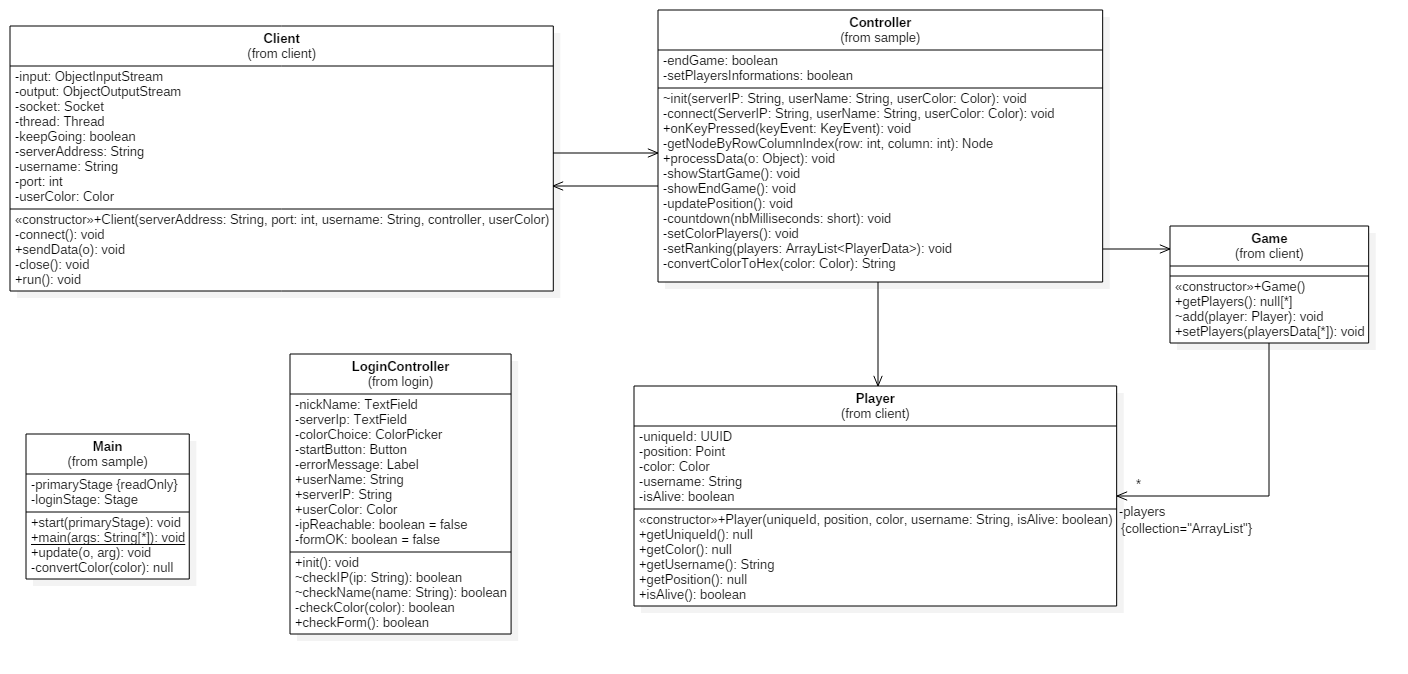 Client
(from client)
-input: ObjectInputStream
-output: ObjectOutputStream
-socket: Socket
-thread: Thread
-keepGoing: boolean
-serverAddress: String
-username: String
-port: int
-userColor: Color
«constructor»+Client(serverAddress: String, port: int, username: String, controller, userColor)
-connect(): void
+sendData(o): void
-close(): void
+run(): void
Controller
(from sample)
-endGame: boolean
-setPlayersInformations: boolean
~init(serverIP: String, userName: String, userColor: Color): void
-connect(ServerIP: String, userName: String, userColor: Color): void
+onKeyPressed(keyEvent: KeyEvent): void
-getNodeByRowColumnIndex(row: int, column: int): Node
+processData(o: Object): void
-showStartGame(): void
-showEndGame(): void
-updatePosition(): void
-countdown(nbMilliseconds: short): void
-setColorPlayers(): void
-setRanking(players: ArrayList<PlayerData>): void
-convertColorToHex(color: Color): String
Game
(from client)
«constructor»+Game()
+getPlayers(): null[*]
~add(player: Player): void
+setPlayers(playersData[*]): void
Main
(from sample)
-primaryStage {readOnly}
-loginStage: Stage
+start(primaryStage): void
+main(args: String[*]): void
+update(o, arg): void
-convertColor(color): null
LoginController
(from login)
-nickName: TextField
-serverIp: TextField
-colorChoice: ColorPicker
-startButton: Button
-errorMessage: Label
+userName: String
+serverIP: String
+userColor: Color
-ipReachable: boolean = false
-formOK: boolean = false
+init(): void
~checkIP(ip: String): boolean
~checkName(name: String): boolean
-checkColor(color): boolean
+checkForm(): boolean
Player
(from client)
-uniqueId: UUID
-position: Point
-color: Color
-username: String
-isAlive: boolean
«constructor»+Player(uniqueId, position, color, username: String, isAlive: boolean)
+getUniqueId(): null
+getColor(): null
+getUsername(): String
+getPosition(): null
+isAlive(): boolean
*
-players
{collection="ArrayList"}